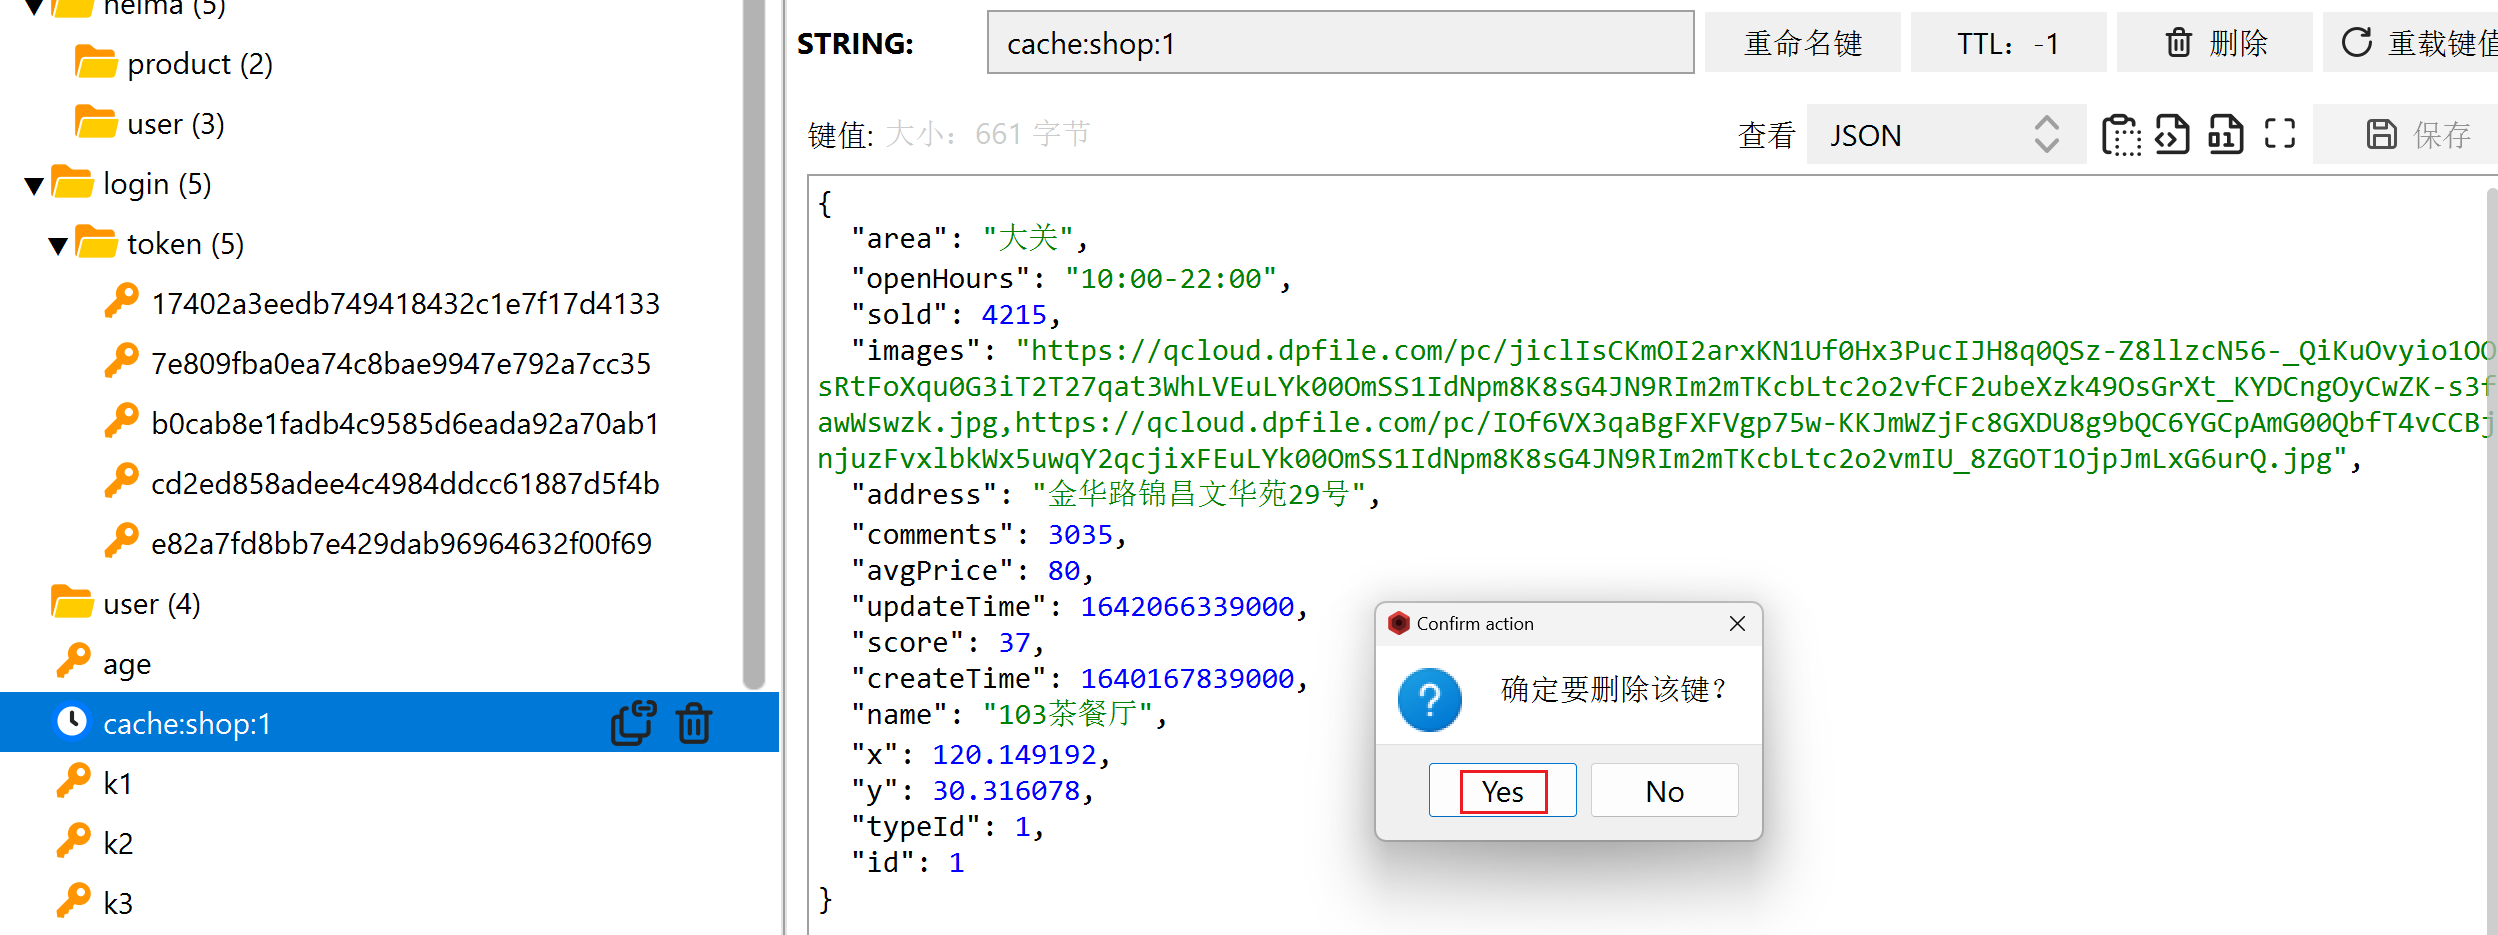 heima (5)
product (2)
user (3)
login (5)
token (5)
17402a3eedb749418432c1e7f17d4133
7e809fba0ea74c8bae9947e792a7cc35
b0cab8e1fadb4c9585d6eada92a70ab1
cd2ed858adee4c4984ddcc61887d5f4b
e82a7fd8bb7e429dab96964632f00f69
user (4)
age
cache:shop:1
k1
k2
k3
STRING: cache:shop:1 重命名键 TTL: -1 删除 重载键值
键值: 大小: 661 字节 查看 JSON 保存
{
"area": "大关",
"openHours": "10:00-22:00",
"sold": 4215,
"images": "https://qcloud.dpfile.com/pc/jiclIsCKmOI2arxKN1Uf0Hx3PucIJH8q0QSz-Z8llzcN56-_QiKuOvyio1OO
sRtFoXqu0G3iT2T27qat3WhLVEuLYk00OmSS1IdNpm8K8sG4JN9RIm2mTKcbLtc2o2vfCF2ubeXzk49OsGrXt_KYDCngOyCwZK-s3f
awWswzk.jpg,https://qcloud.dpfile.com/pc/IOf6VX3qaBgFXFVgp75w-KKJmWZjFc8GXDU8g9bQC6YGCpAmG00QbfT4vCCBj
njuzFvxlbkWx5uwqY2qcjixFEuLYk00OmSS1IdNpm8K8sG4JN9RIm2mTKcbLtc2o2vmIU_8ZGOT1OjpJmLxG6urQ.jpg",
"address": "金华路锦昌文华苑29号",
"comments": 3035,
"avgPrice": 80,
"updateTime": 1642066339000,
"score": 37,
"createTime": 1640167839000,
"name": "103茶餐厅",
"x": 120.149192,
"y": 30.316078,
"typeId": 1,
"id": 1
}
Confirm action
确定要删除该键?
Yes No